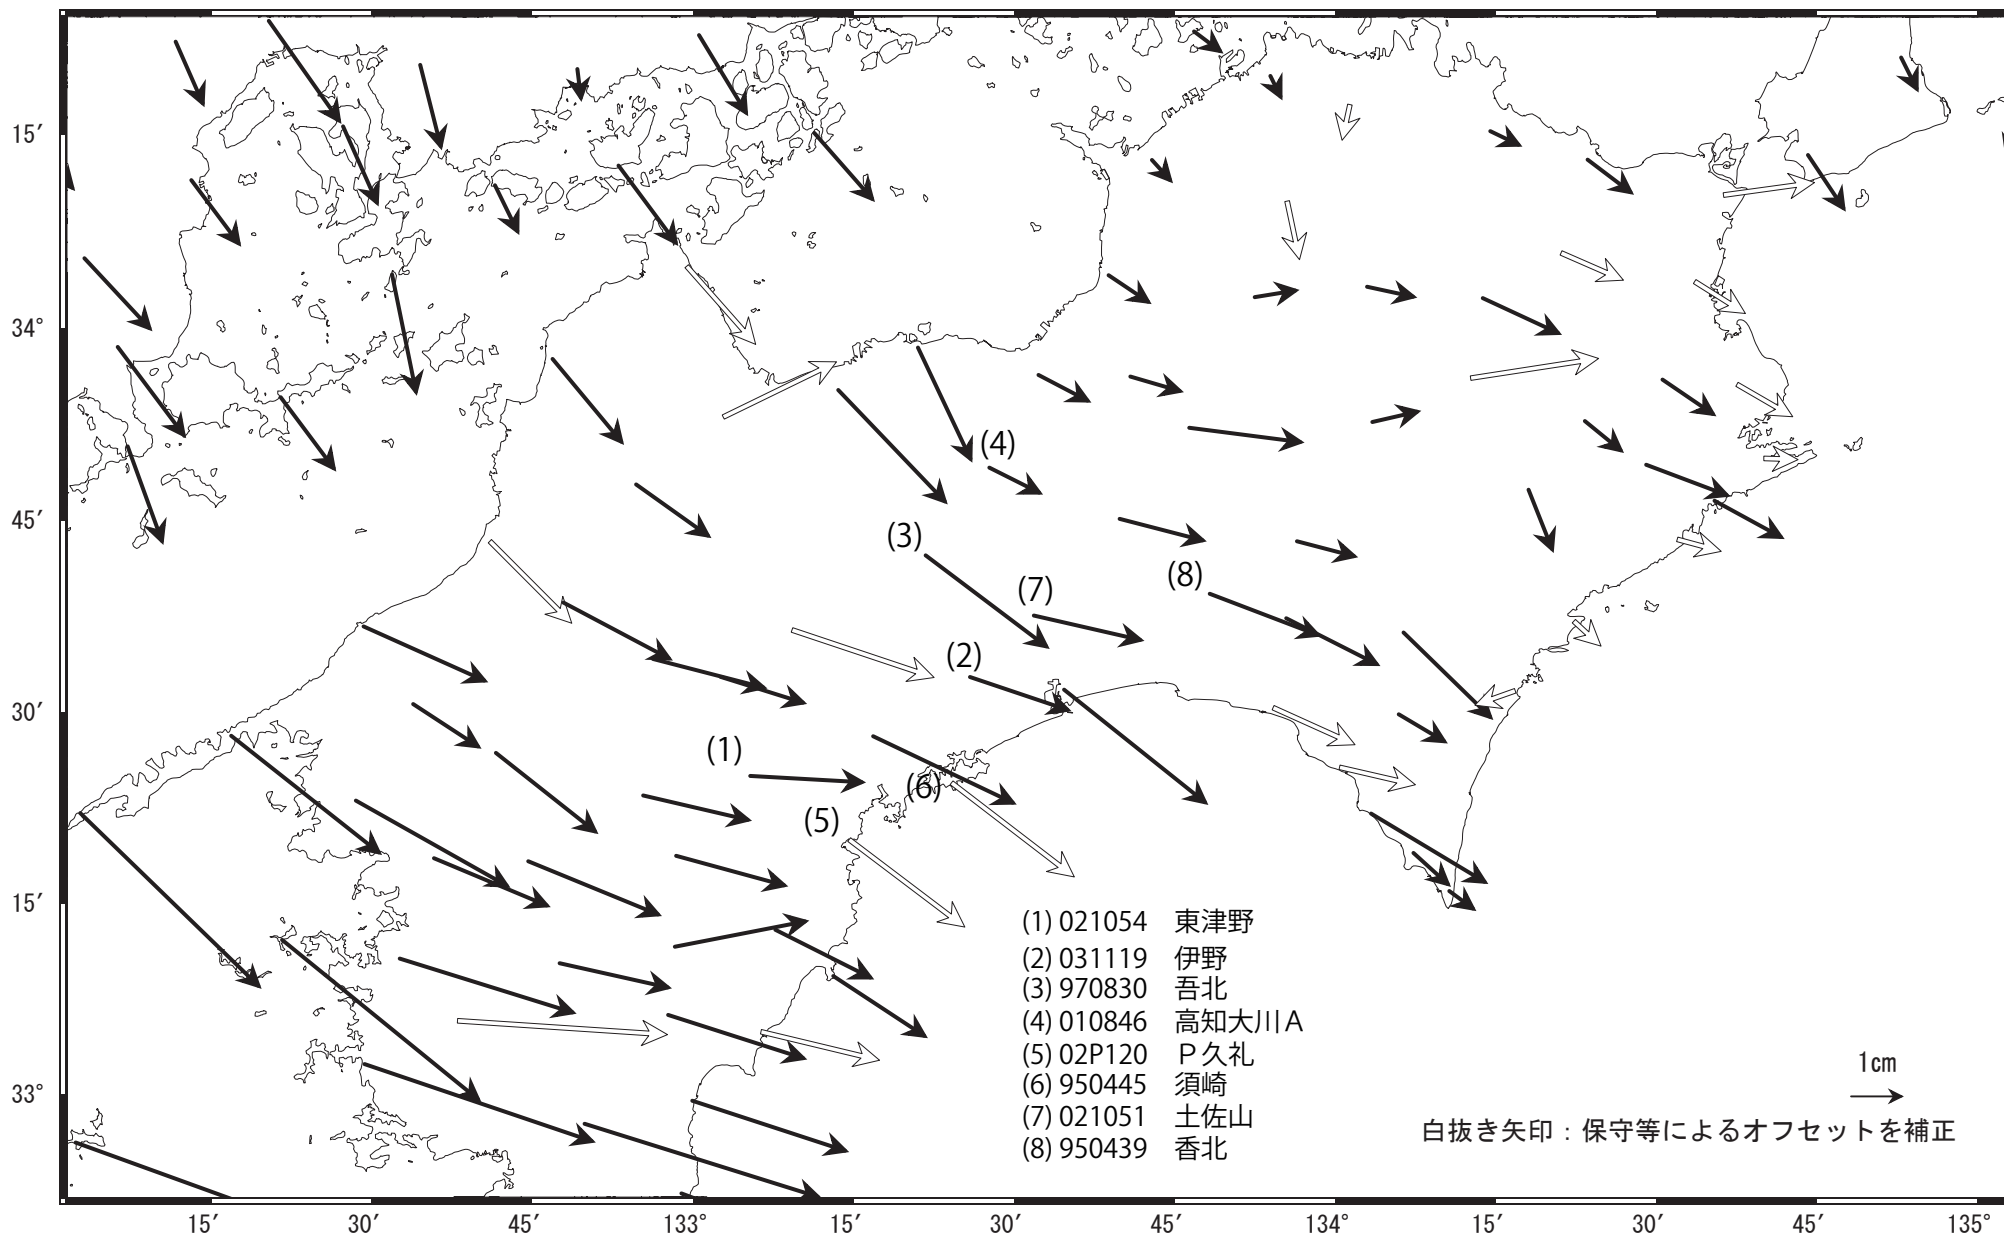 15′
34°
(4)
45′
(3)
(8)
(7)
(2)
30′
(1)
(6)
(5)
15′
(1) 021054 東津野
(2) 031119 伊野
(3) 970830 吾北
(4) 010846 高知大川A
(5) 02P120 P久礼
(6) 950445 須崎
(7) 021051 土佐山
(8) 950439 香北
1cm
33°
白抜き矢印：保守等によるオフセットを補正
15′ 30′ 45′ 133° 15′ 30′ 45′ 134° 15′ 30′ 45′ 135°